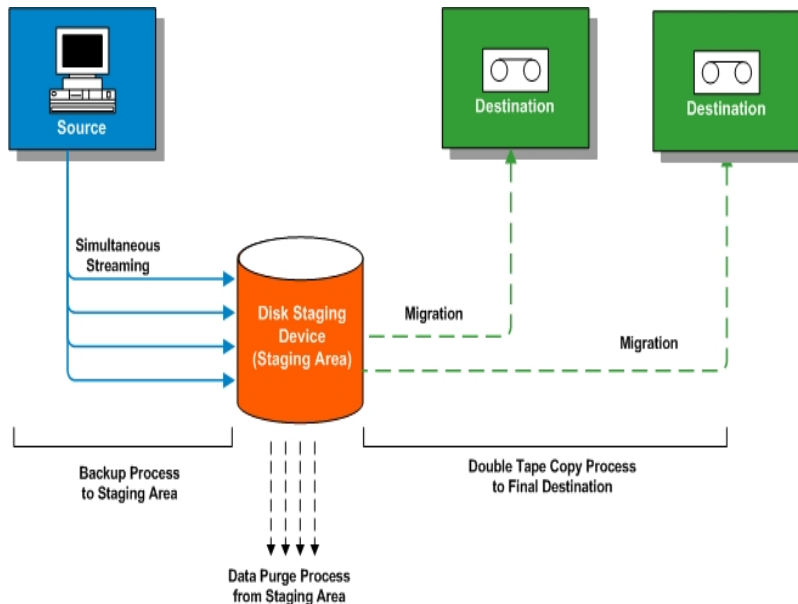 Source
Destination
Destination
Simultaneous
Streaming
Disk Staging
Device
(Staging Area)
Migration
Migration
Backup Process
to Staging Area
Double Tape Copy Process
to Final Destination
Data Purge Process
from Staging Area